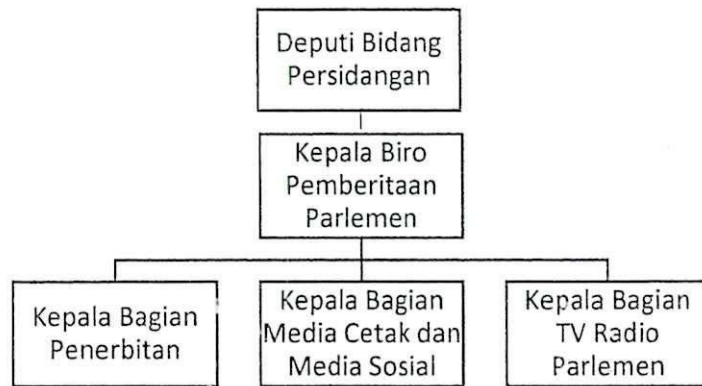 Deputi Bidang
Persidangan
Kepala Biro
Pemberitaan
Parlemen
Kepala Bagian
Penerbitan
Kepala Bagian
Media Cetak dan
Media Sosial
Kepala Bagian
TV Radio
Parlemen